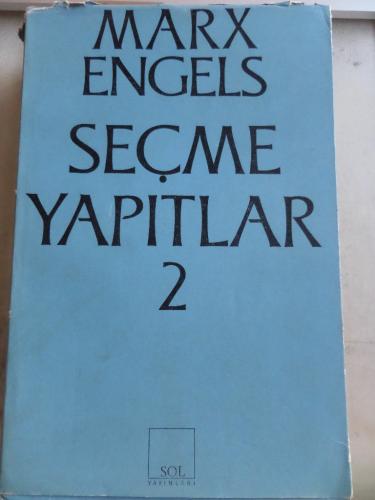 MARX
ENGELS
SEÇME
YAPITLAR
2
SOL
YAYINLARI